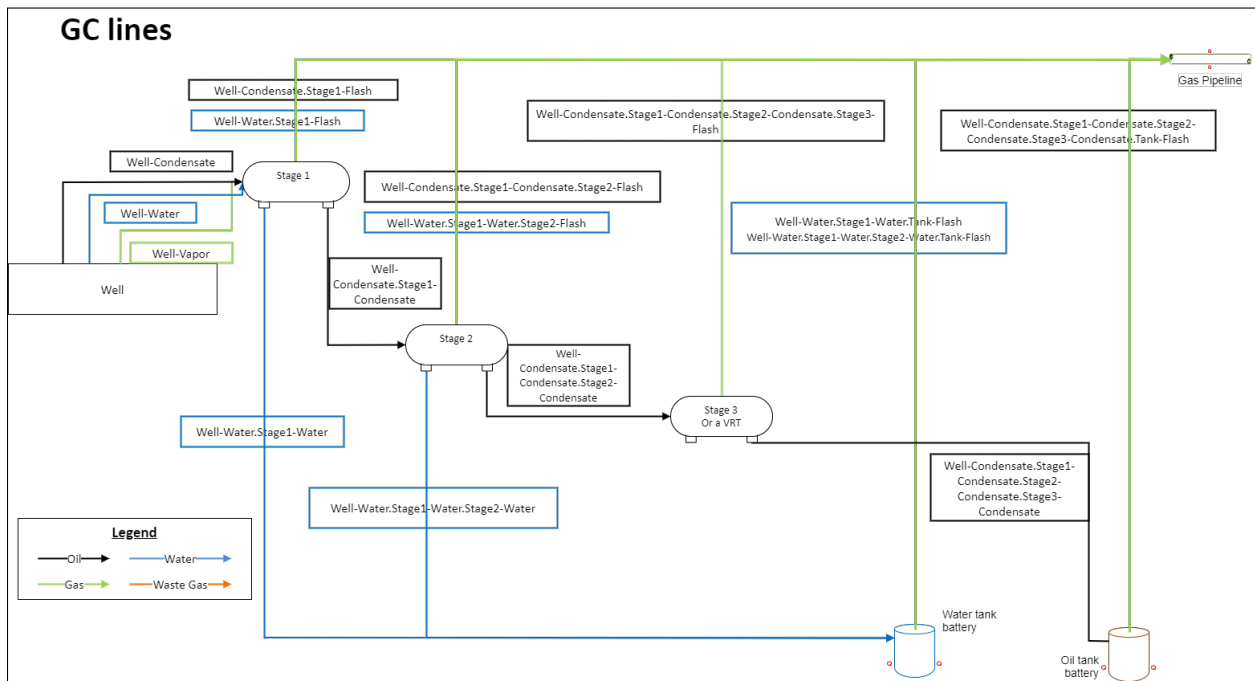 GC lines
Gas Pipeline
Well-Condensate.Stage1-Flash
Well-Water.Stage1-Flash
Well-Condensate.Stage1-Condensate.Stage2-Condensate.Stage3-
Flash
Well-Condensate.Stage1-Condensate.Stage2-
Condensate.Stage3-Condensate.Tank-Flash
Well-Condensate
Stage 1
Well-Condensate.Stage1-Condensate.Stage2-Flash
Well-Water
Well-Water.Stage1-Water.Stage2-Flash
Well-Water.Stage1-Water.Tank-Flash
Well-Water.Stage1-Water.Stage2-Water.Tank-Flash
Well-Vapor
Well
Well-
Condensate.Stage1-
Condensate
Stage 2
Well-
Condensate.Stage1-
Condensate.Stage2-
Condensate
Stage 3
Or a VRT
Well-Water.Stage1-Water
Well-Condensate.Stage1-
Condensate.Stage2-
Condensate.Stage3-
Condensate
Well-Water.Stage1-Water.Stage2-Water
Legend
Oil
Water
Gas
Waste Gas
Water tank
battery
Oil tank
battery